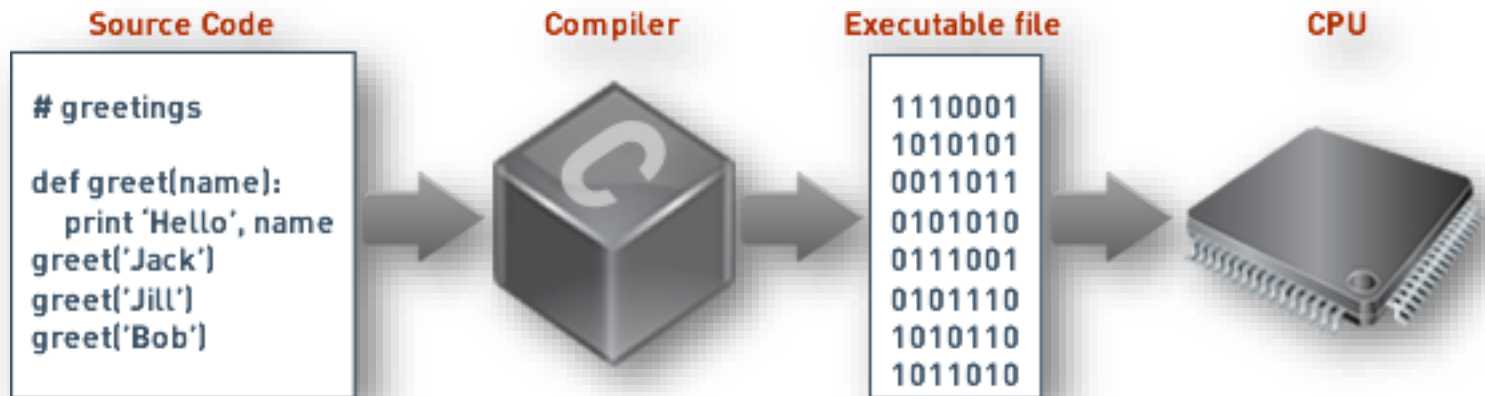 Source Code
# greetings
def greet(name):
print 'Hello', name
greet('Jack')
greet('Jill')
greet('Bob')
Compiler
C
Executable file
1110001
1010101
0011011
0101010
0111001
0101110
1010110
1011010
CPU